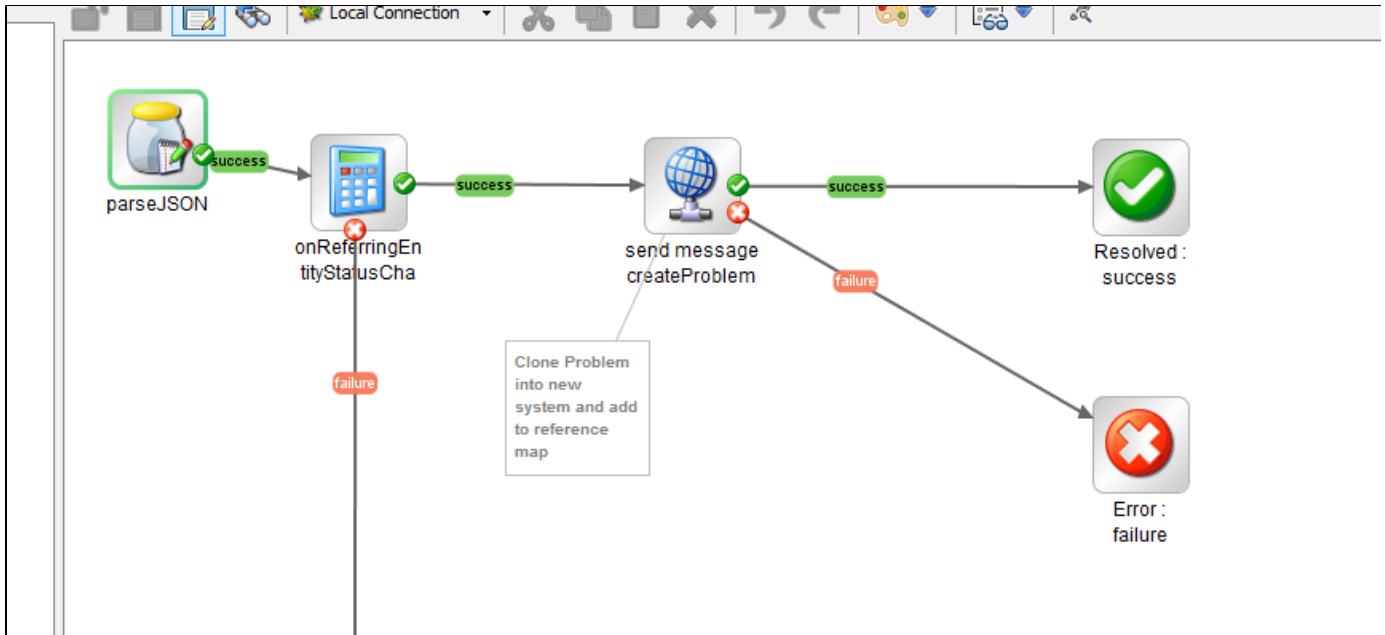 Local Connection
success
parseJSON
success
onReferringEn
tityStatusCha
failure
send message
createProblem
success
failure
Clone Problem
into new
system and add
to reference
map
Resolved :
success
Error :
failure